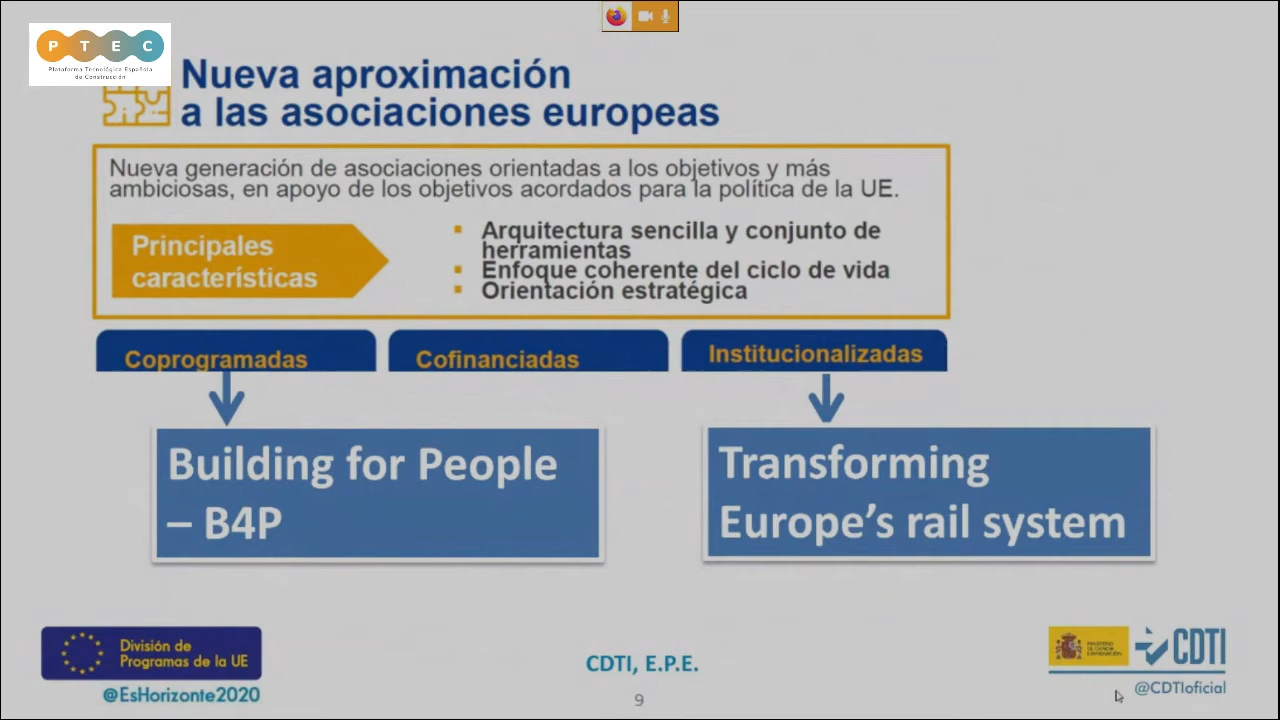 P T E C
Plataforma Tecnológica Española
de Construcción
Nueva aproximación
a las asociaciones europeas
Nueva generación de asociaciones orientadas a los objetivos y más
ambiciosas, en apoyo de los objetivos acordados para la política de la UE.
Principales
características
Arquitectura sencilla y conjunto de
herramientas
Enfoque coherente del ciclo de vida
Orientación estratégica
Coprogramadas
Cofinanciadas
Institucionalizadas
Building for People
– B4P
Transforming
Europe’s rail system
División de
Programas de la UE
@EsHorizonte2020
CDTI, E.P.E.
9
CDTI
@CDTIoficial